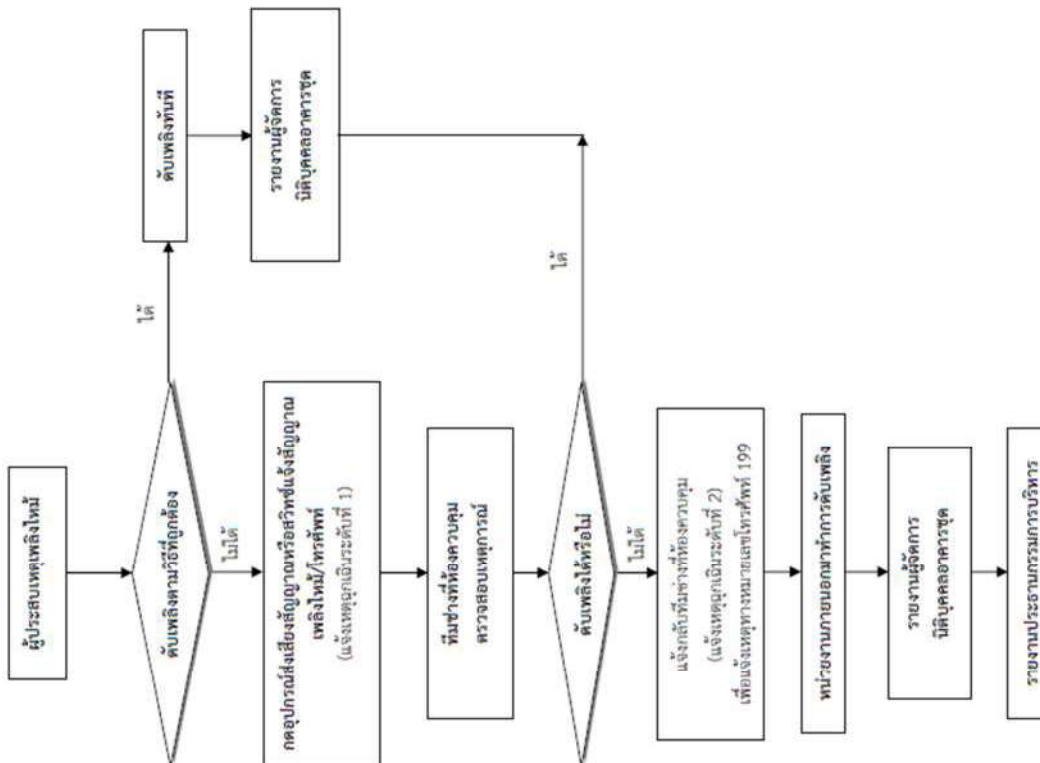 ผู้ประสบเหตุเพลิงไหม้
ดับเพลิงตามวิธีที่ถูกต้อง
ได้
ดับเพลิงทันที
รายงานผู้จัดการ
นิติบุคคลอาคารชุด
ไม่ได้
กดอุปกรณ์ส่งเสียงสัญญาณหรือสวิทช์แจ้งสัญญาณ
เพลิงไหม้/โทรศัพท์
(แจ้งเหตุฉุกเฉินระดับที่ 1)
ทีมช่างที่ห้องควบคุม
ตรวจสอบเหตุการณ์
ดับเพลิงได้หรือไม่
ได้
ไม่ได้
แจ้งกลับทีมช่างที่ห้องควบคุม
(แจ้งเหตุฉุกเฉินระดับที่ 2)
เพื่อแจ้งเหตุทางหมายเลขโทรศัพท์ 199
หน่วยงานภายนอกมาทำการดับเพลิง
รายงานผู้จัดการ
นิติบุคคลอาคารชุด
รายงานประธานกรรมการบริหาร